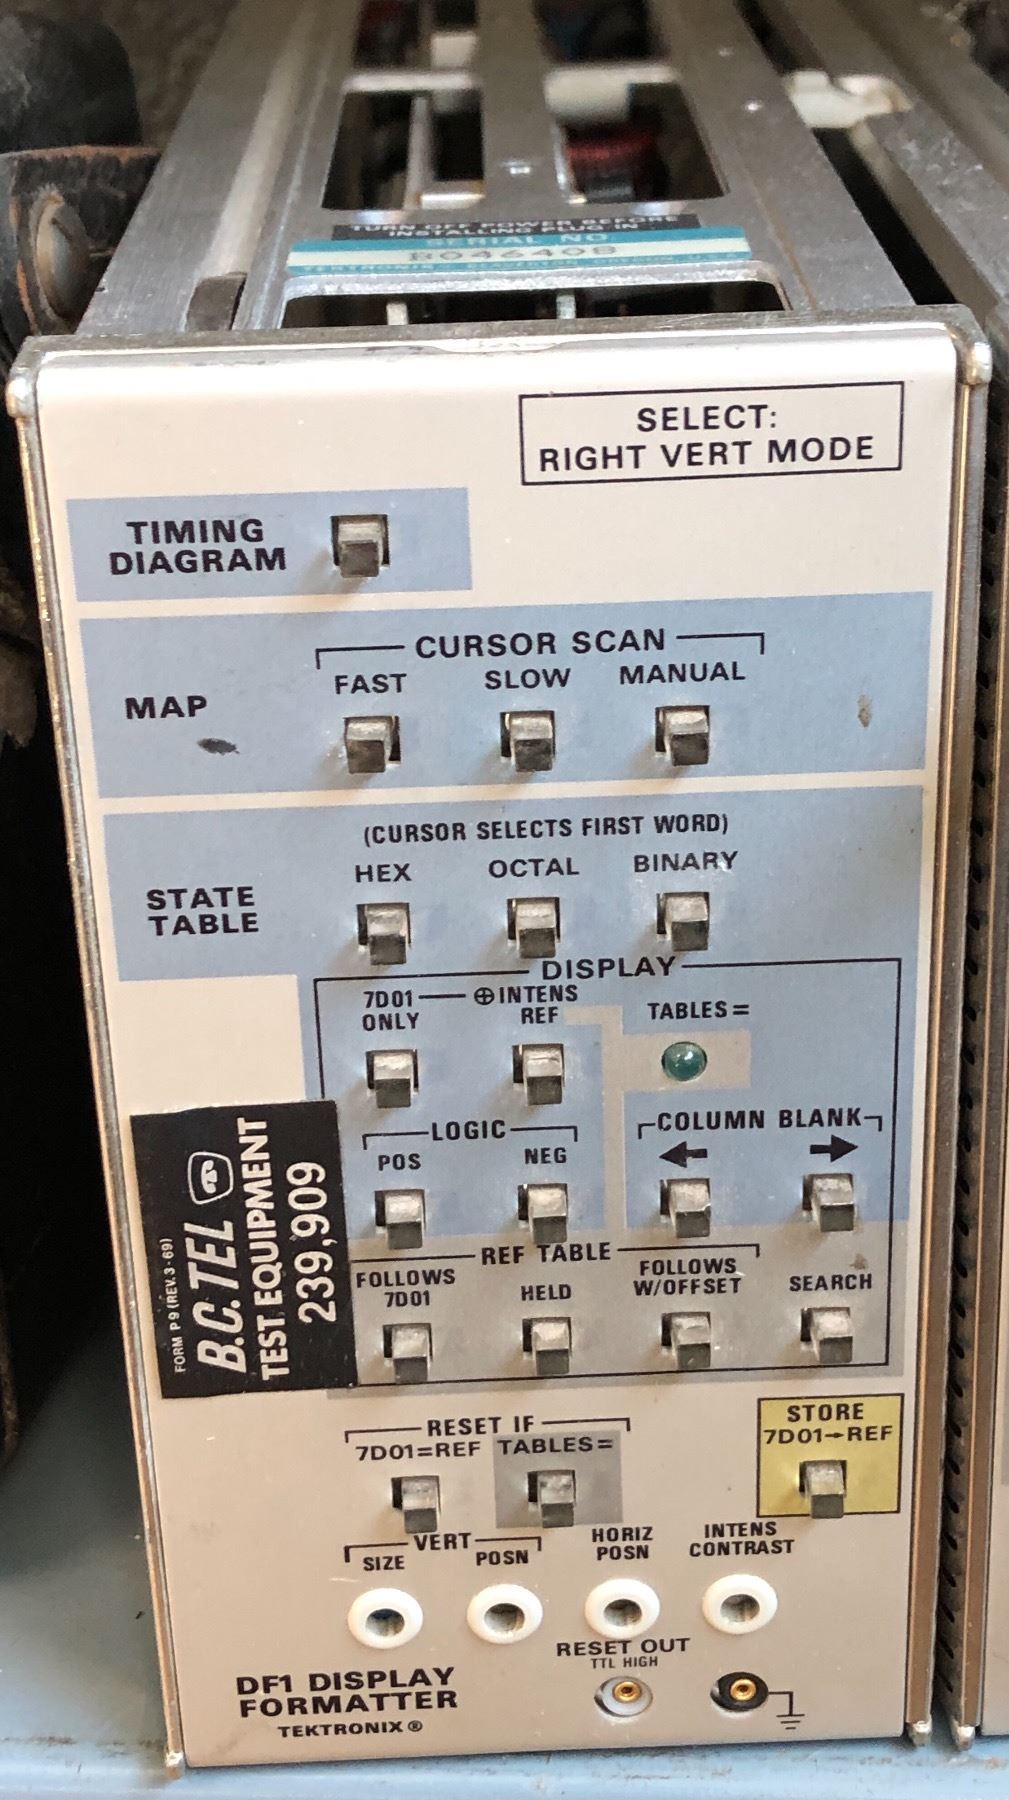 TURN OFF POWER BEFORE
INSTALLING PLUG IN
SERIAL NO.
B046408
TEKTRONIX BEAVERTON, OREGON, U.S.A.
SELECT:
RIGHT VERT MODE
TIMING
DIAGRAM
CURSOR SCAN
FAST SLOW MANUAL
MAP
(CURSOR SELECTS FIRST WORD)
HEX OCTAL BINARY
STATE
TABLE
DISPLAY
7D01 ⊕INTENS
ONLY REF
TABLES=
LOGIC
POS NEG
COLUMN BLANK
← →
REF TABLE
FOLLOWS
7D01
HELD
FOLLOWS
W/OFFSET
SEARCH
FORM P9 (REV. 3-69)
B.C. TEL
TEST EQUIPMENT
239,909
RESET IF
7D01=REF TABLES=
STORE
7D01→REF
VERT
SIZE POSN
HORIZ
POSN
INTENS
CONTRAST
RESET OUT
TTL HIGH
DF1 DISPLAY
FORMATTER
TEKTRONIX®